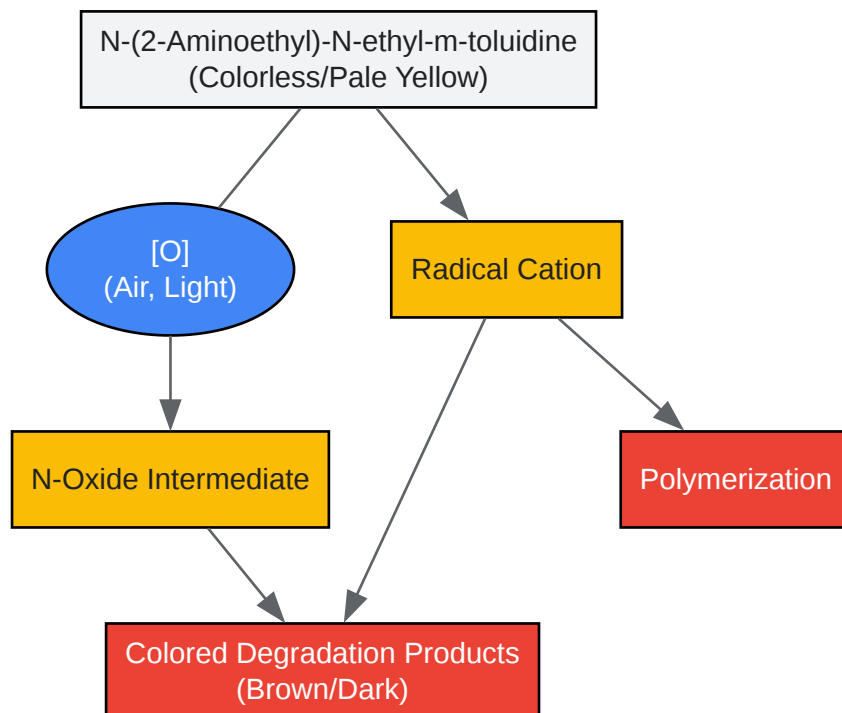 N-(2-Aminoethyl)-N-ethyl-m-toluidine
(Colorless/Pale Yellow)
[O]
(Air, Light)
Radical Cation
N-Oxide Intermediate
Polymerization
Colored Degradation Products
(Brown/Dark)